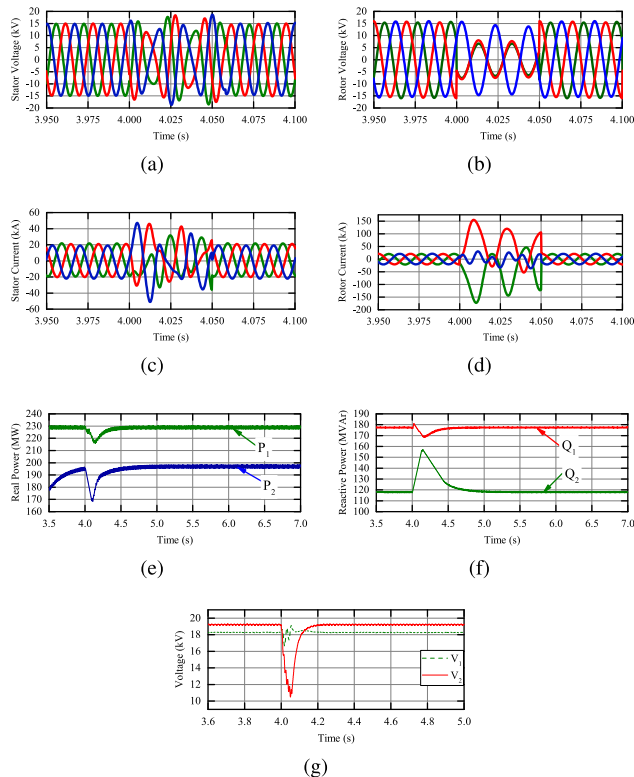 Stator Voltage (kV)
20
15
10
5
0
-5
-10
-15
20
3.950 3.975 4.000 4.025 4.050 4.075 4.100
Time (s)
(a)
Rotor Voltage (kV)
20
15
10
5
0
-5
-10
-15
20
3.950 3.975 4.000 4.025 4.050 4.075 4.100
Time (s)
(b)
Stator Current (kA)
60
40
20
0
-20
-40
-60
3.950 3.975 4.000 4.025 4.050 4.075 4.100
Time (s)
(c)
Rotor Current (kA)
150
100
50
0
-50
-100
-150
-200
3.950 3.975 4.000 4.025 4.050 4.075 4.100
Time (s)
(d)
Real Power (MW)
240
230
220
210
200
190
180
170
160
P1
P2
3.5 4.0 4.5 5.0 5.5 6.0 6.5 7.0
Time (s)
(e)
Reactive Power (MVAr)
190
180
170
160
150
140
130
120
110
100
Q1
Q2
3.5 4.0 4.5 5.0 5.5 6.0 6.5 7.0
Time (s)
(f)
Voltage (kV)
20
18
16
14
12
10
V1
V2
3.6 3.8 4.0 4.2 4.4 4.6 4.8 5.0
Time (s)
(g)